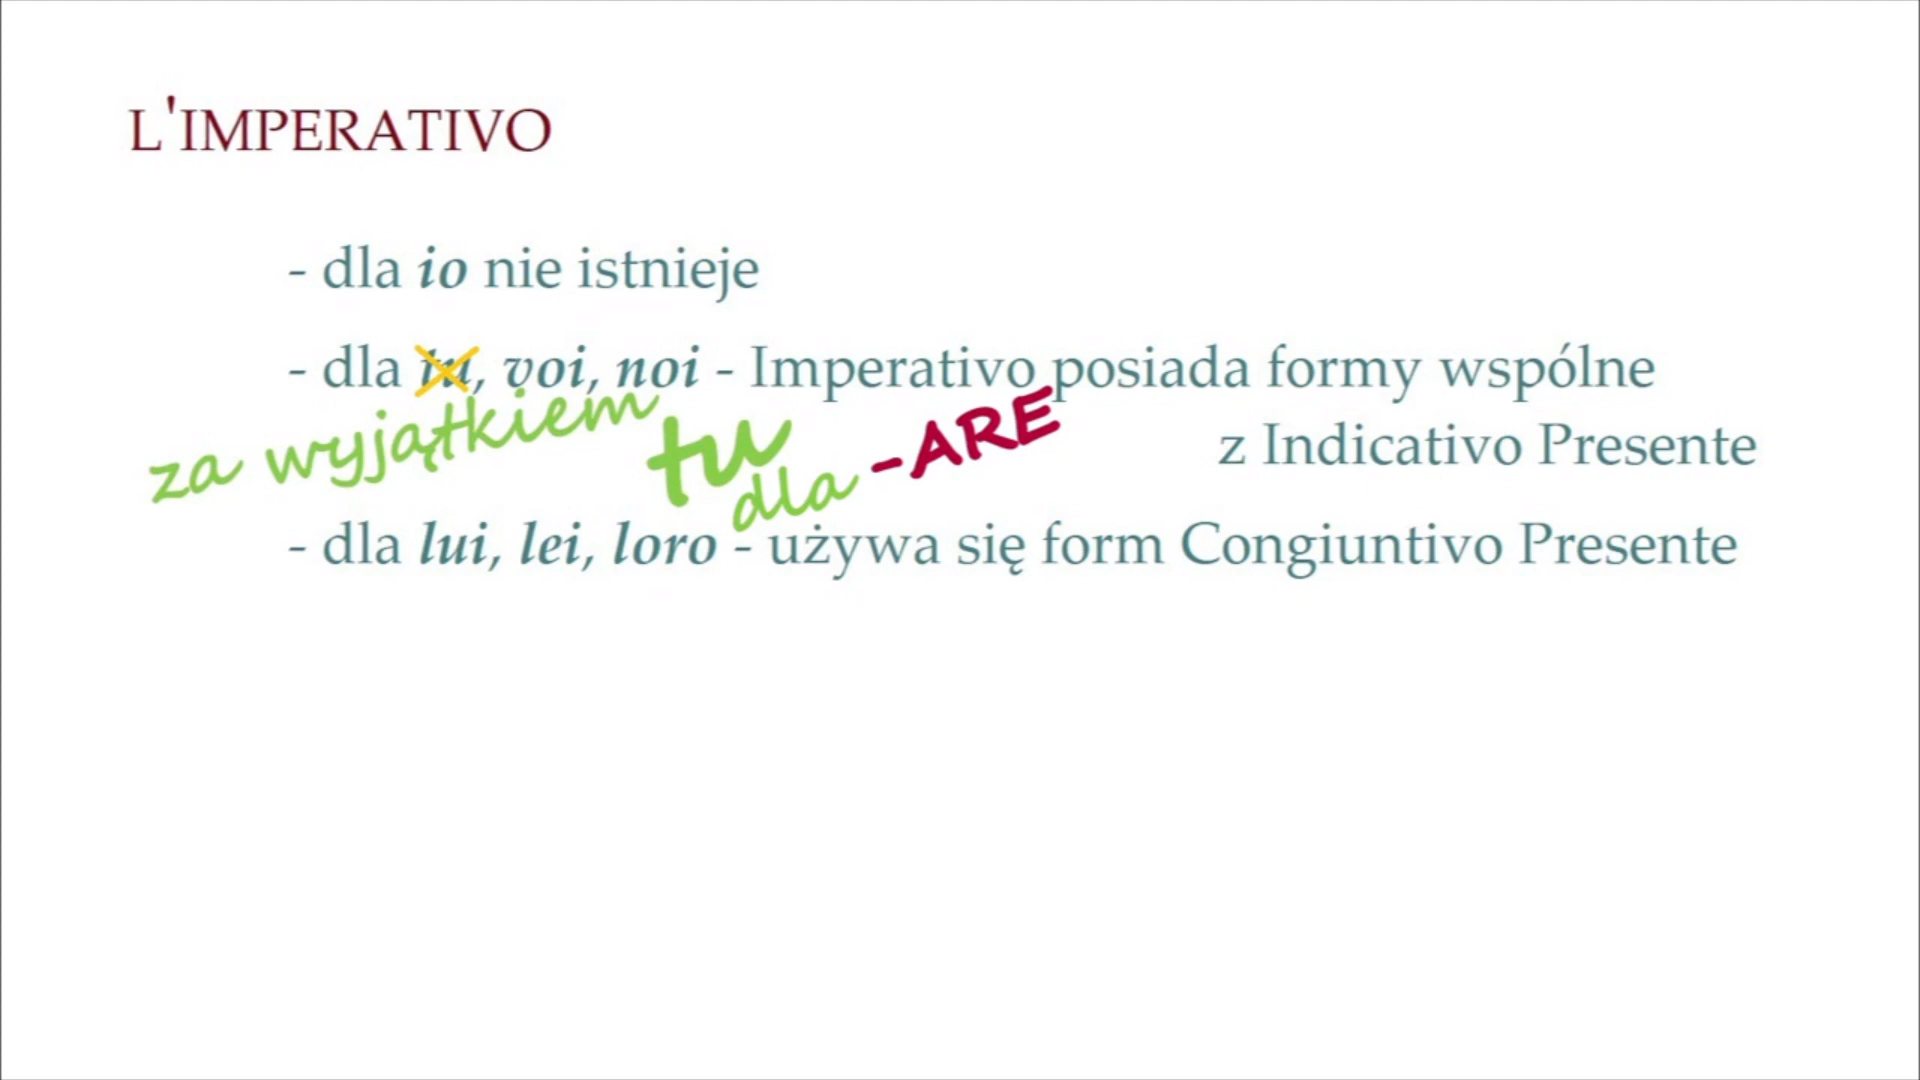 L'IMPERATIVO
- dla io nie istnieje
- dla tu, voi, noi - Imperativo posiada formy wspólne
za wyjątkiem tu dla -ARE
z Indicativo Presente
- dla lui, lei, loro - używa się form Congiuntivo Presente